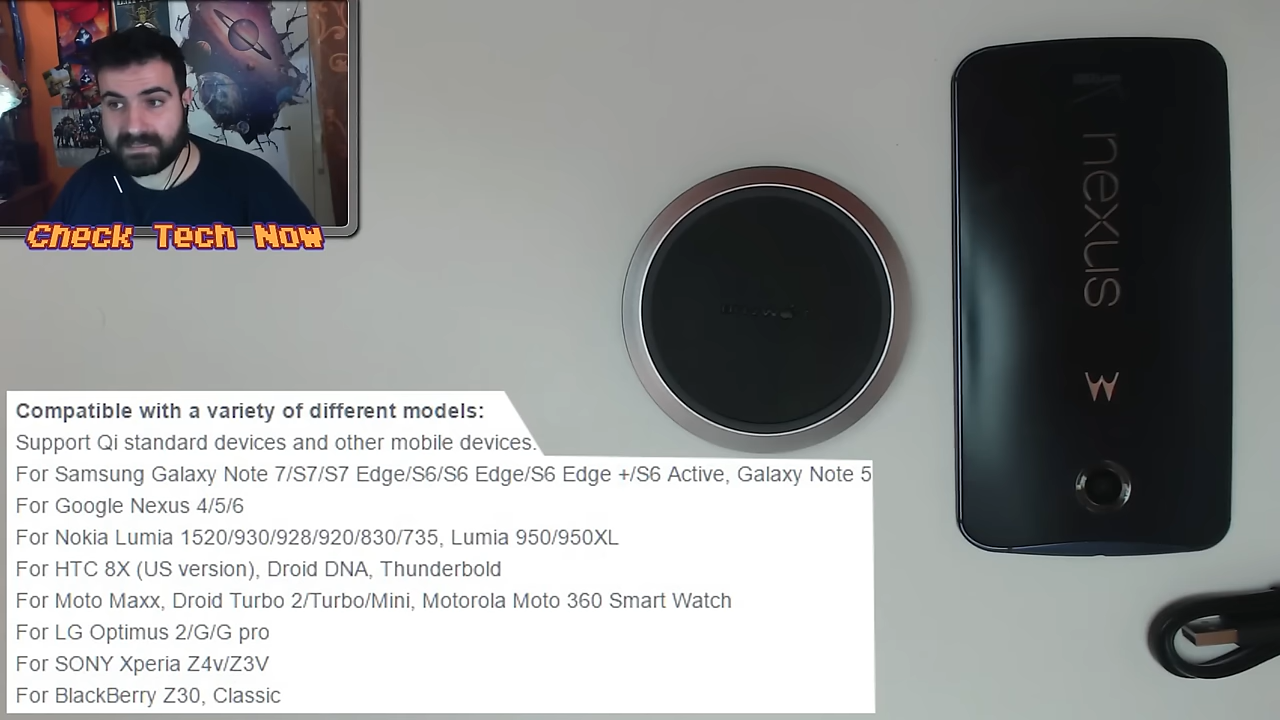 Check Tech Now
nexus
Compatible with a variety of different models:
Support Qi standard devices and other mobile devices.
For Samsung Galaxy Note 7/S7/S7 Edge/S6/S6 Edge/S6 Edge +/S6 Active, Galaxy Note 5
For Google Nexus 4/5/6
For Nokia Lumia 1520/930/928/920/830/735, Lumia 950/950XL
For HTC 8X (US version), Droid DNA, Thunderbold
For Moto Maxx, Droid Turbo 2/Turbo/Mini, Motorola Moto 360 Smart Watch
For LG Optimus 2/G/G pro
For SONY Xperia Z4v/Z3V
For BlackBerry Z30, Classic